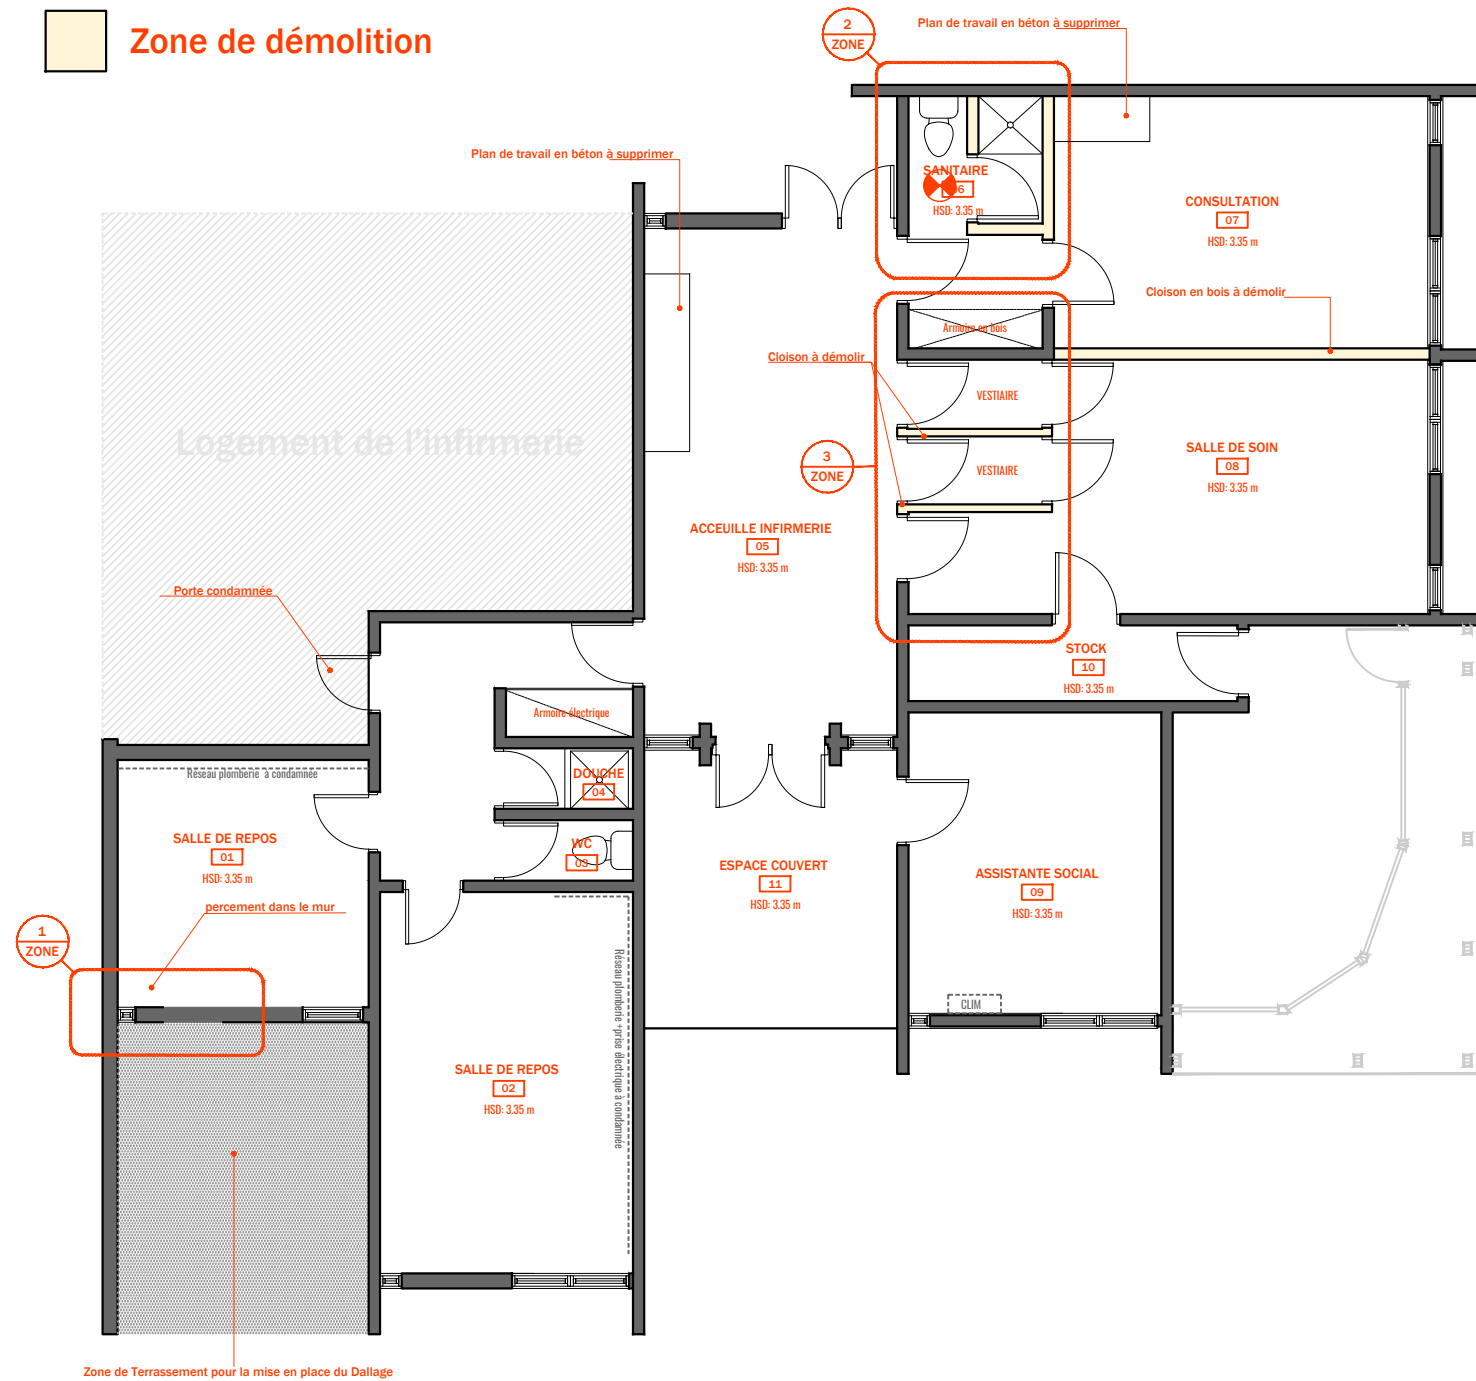 Zone de démolition
2
ZONE
Plan de travail en béton à supprimer
Plan de travail en béton à supprimer
SANITAIRE
06
HSD: 3.35 m
CONSULTATION
07
HSD: 3.35 m
Cloison en bois à démolir
Armoire en bois
Cloison à démolir
VESTIAIRE
Logement de l'infirmerie
3
ZONE
VESTIAIRE
SALLE DE SOIN
08
HSD: 3.35 m
ACCEUILLE INFIRMERIE
05
HSD: 3.35 m
Porte condamnée
STOCK
10
HSD: 3.35 m
Armoire électrique
Réseau plomberie à condamnée
DOUCHE
04
SALLE DE REPOS
01
HSD: 3.35 m
WC
03
ESPACE COUVERT
11
HSD: 3.35 m
ASSISTANTE SOCIAL
09
HSD: 3.35 m
percement dans le mur
1
ZONE
Réseau plomberie +prise électrique à condamnée
CLIM
SALLE DE REPOS
02
HSD: 3.35 m
Zone de Terrassement pour la mise en place du Dallage